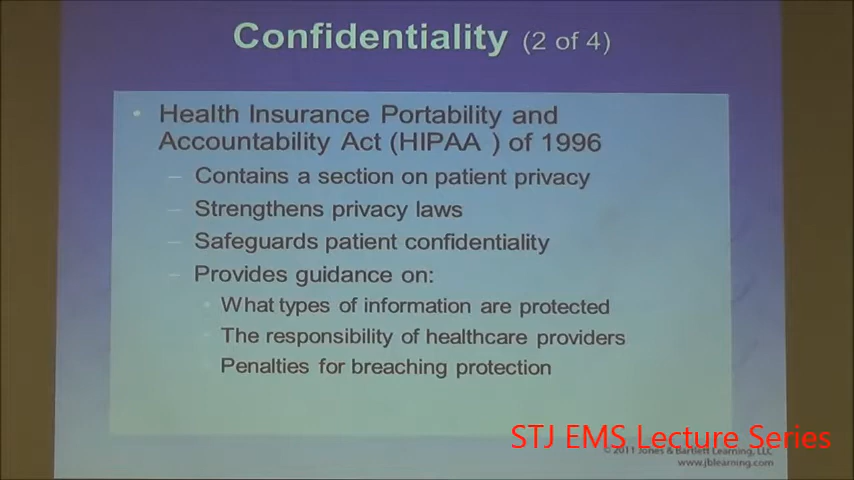 Confidentiality (2 of 4)
• Health Insurance Portability and
Accountability Act (HIPAA ) of 1996
– Contains a section on patient privacy
– Strengthens privacy laws
– Safeguards patient confidentiality
– Provides guidance on:
• What types of information are protected
• The responsibility of healthcare providers
Penalties for breaching protection
STJ EMS Lecture Series
© 2011 Jones & Bartlett Learning, LLC
www.jblearning.com